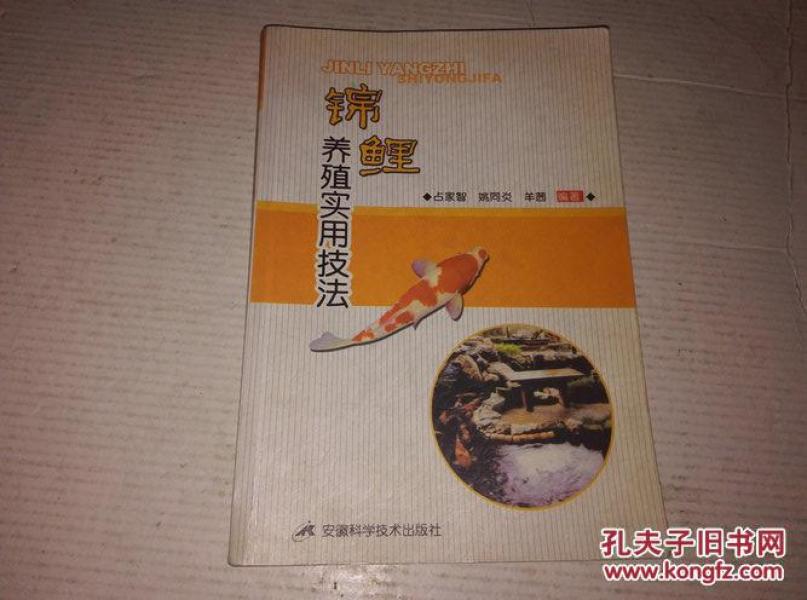 JINLI YANGZHI
SHIYONGJIFA
锦鲤
养殖实用技法
◆占家智 姚同炎 羊茜 编著◆
安徽科学技术出版社
孔夫子旧书网
www.kongfz.com